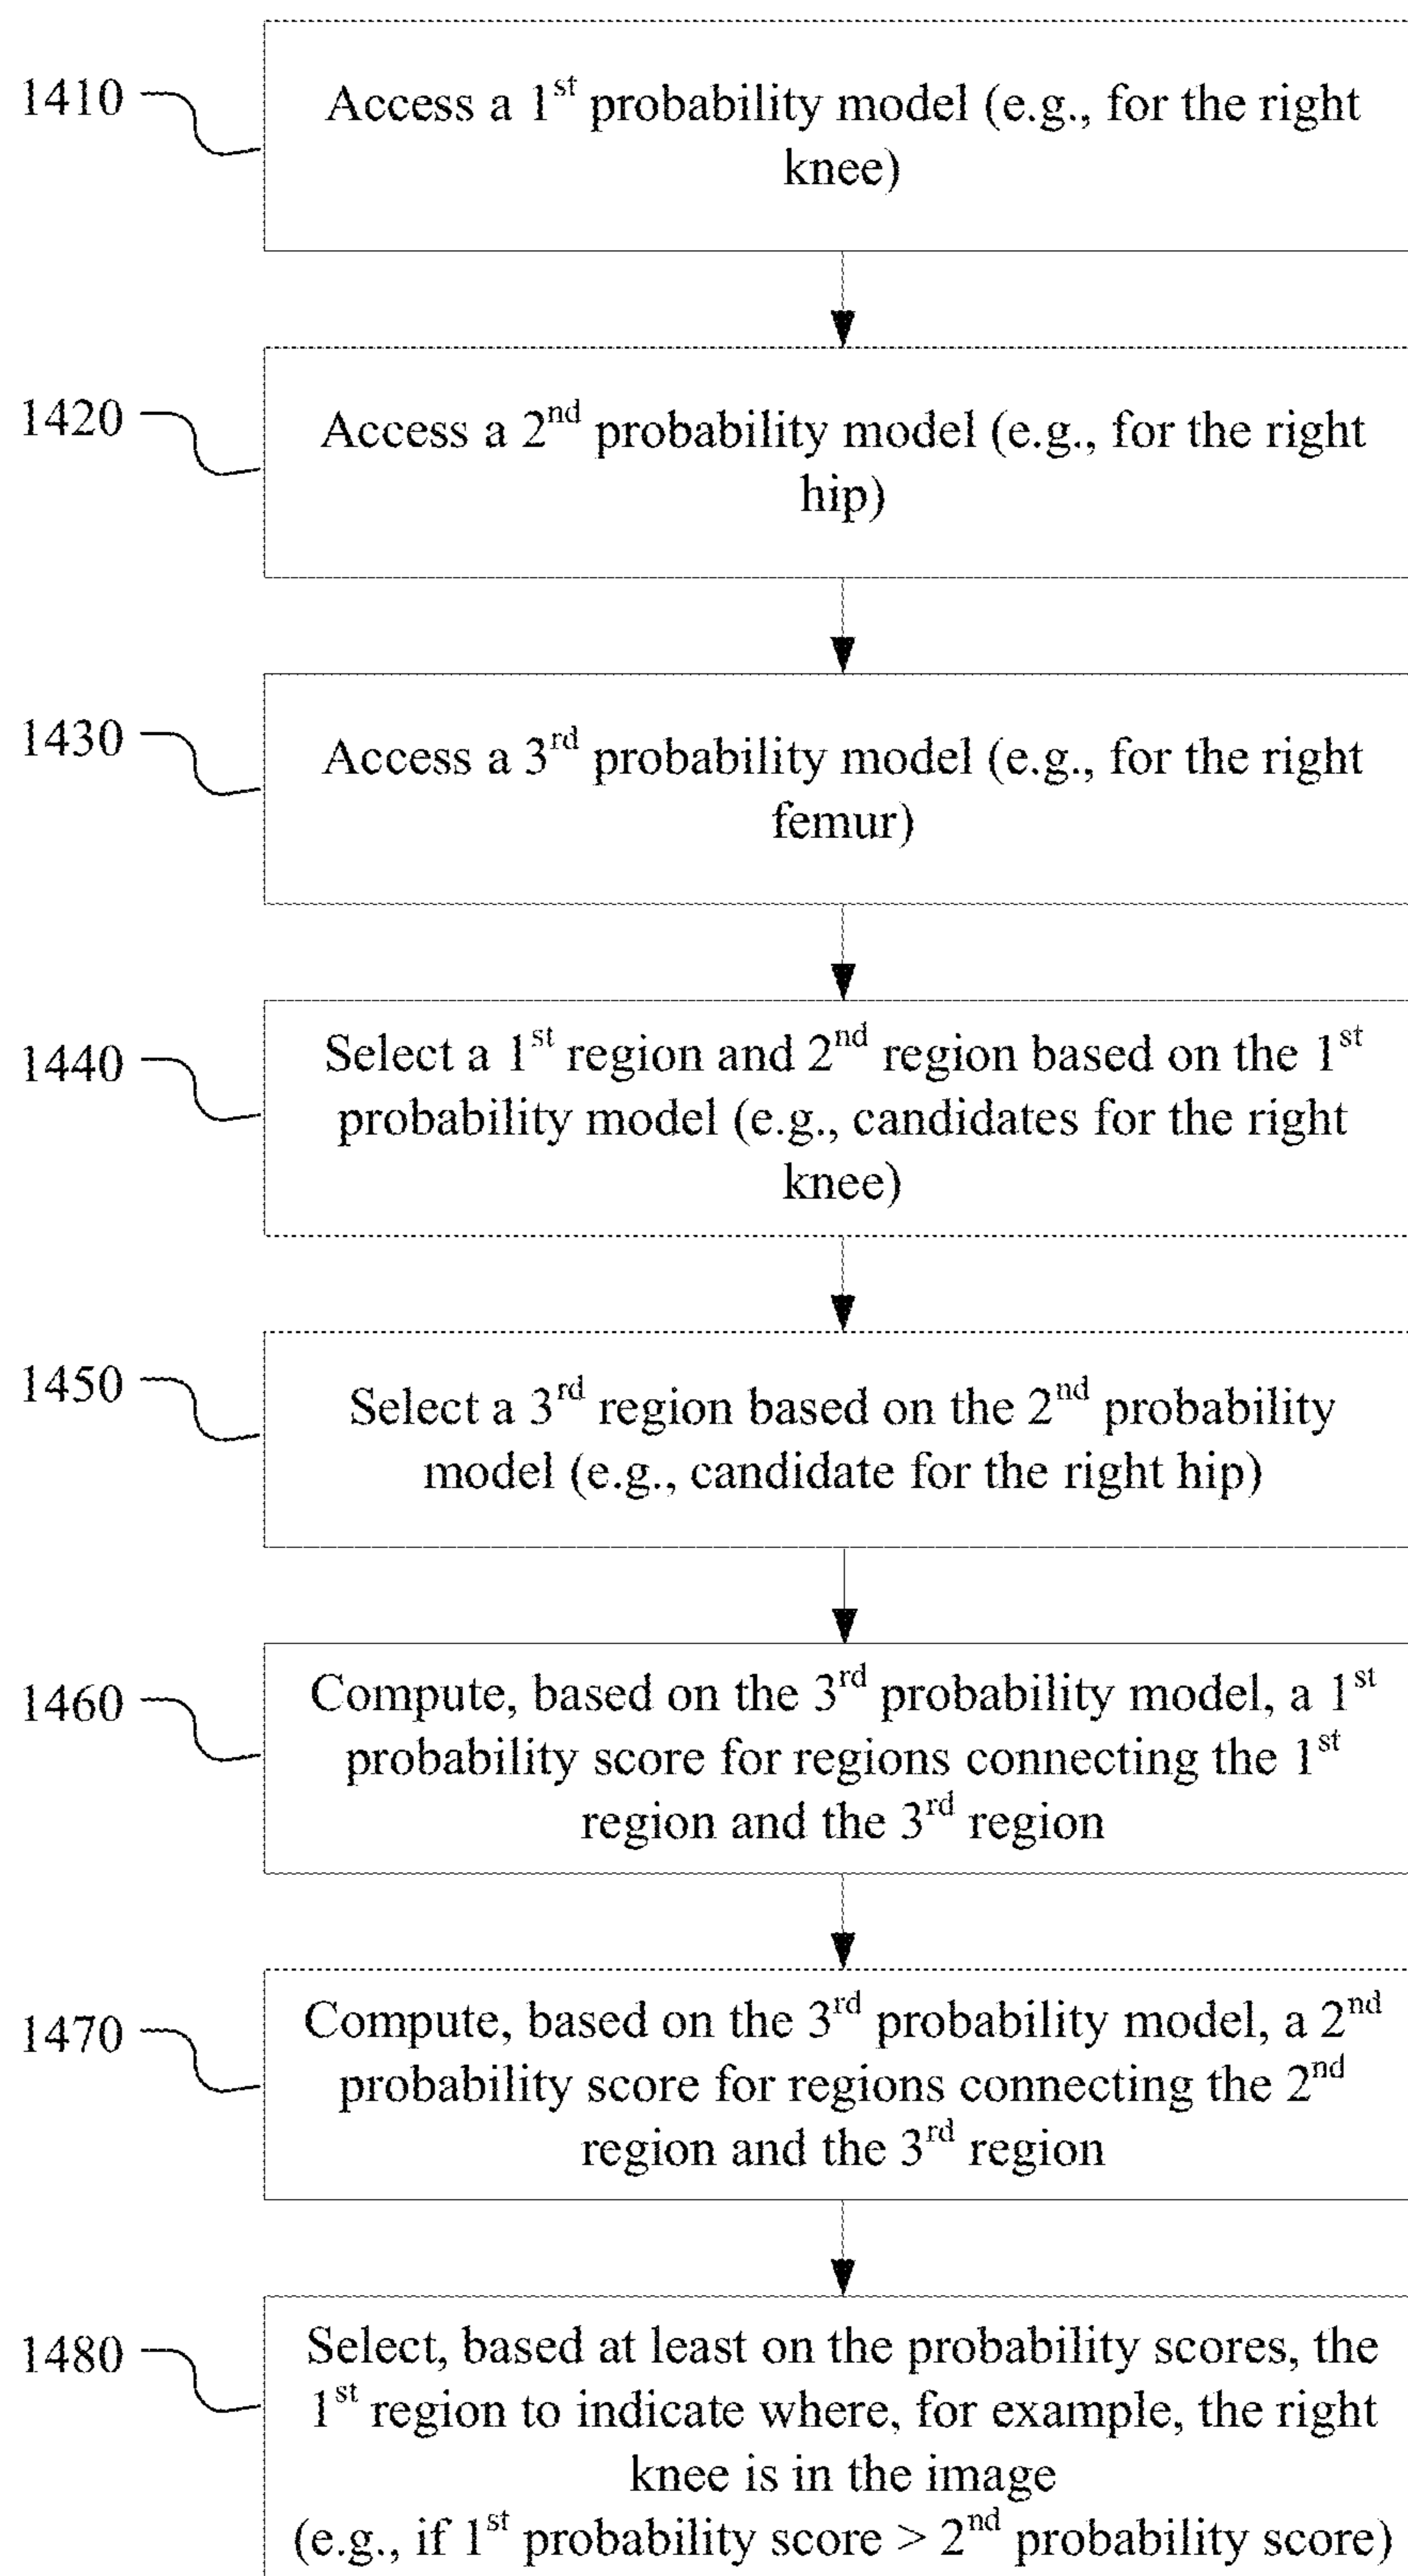 1410
Access a 1st probability model (e.g., for the right
knee)
1420
Access a 2nd probability model (e.g., for the right
hip)
1430
Access a 3rd probability model (e.g., for the right
femur)
1440
Select a 1st region and 2nd region based on the 1st
probability model (e.g., candidates for the right
knee)
1450
Select a 3rd region based on the 2nd probability
model (e.g., candidate for the right hip)
1460
Compute, based on the 3rd probability model, a 1st
probability score for regions connecting the 1st
region and the 3rd region
1470
Compute, based on the 3rd probability model, a 2nd
probability score for regions connecting the 2nd
region and the 3rd region
1480
Select, based at least on the probability scores, the
1st region to indicate where, for example, the right
knee is in the image
(e.g., if 1st probability score > 2nd probability score)